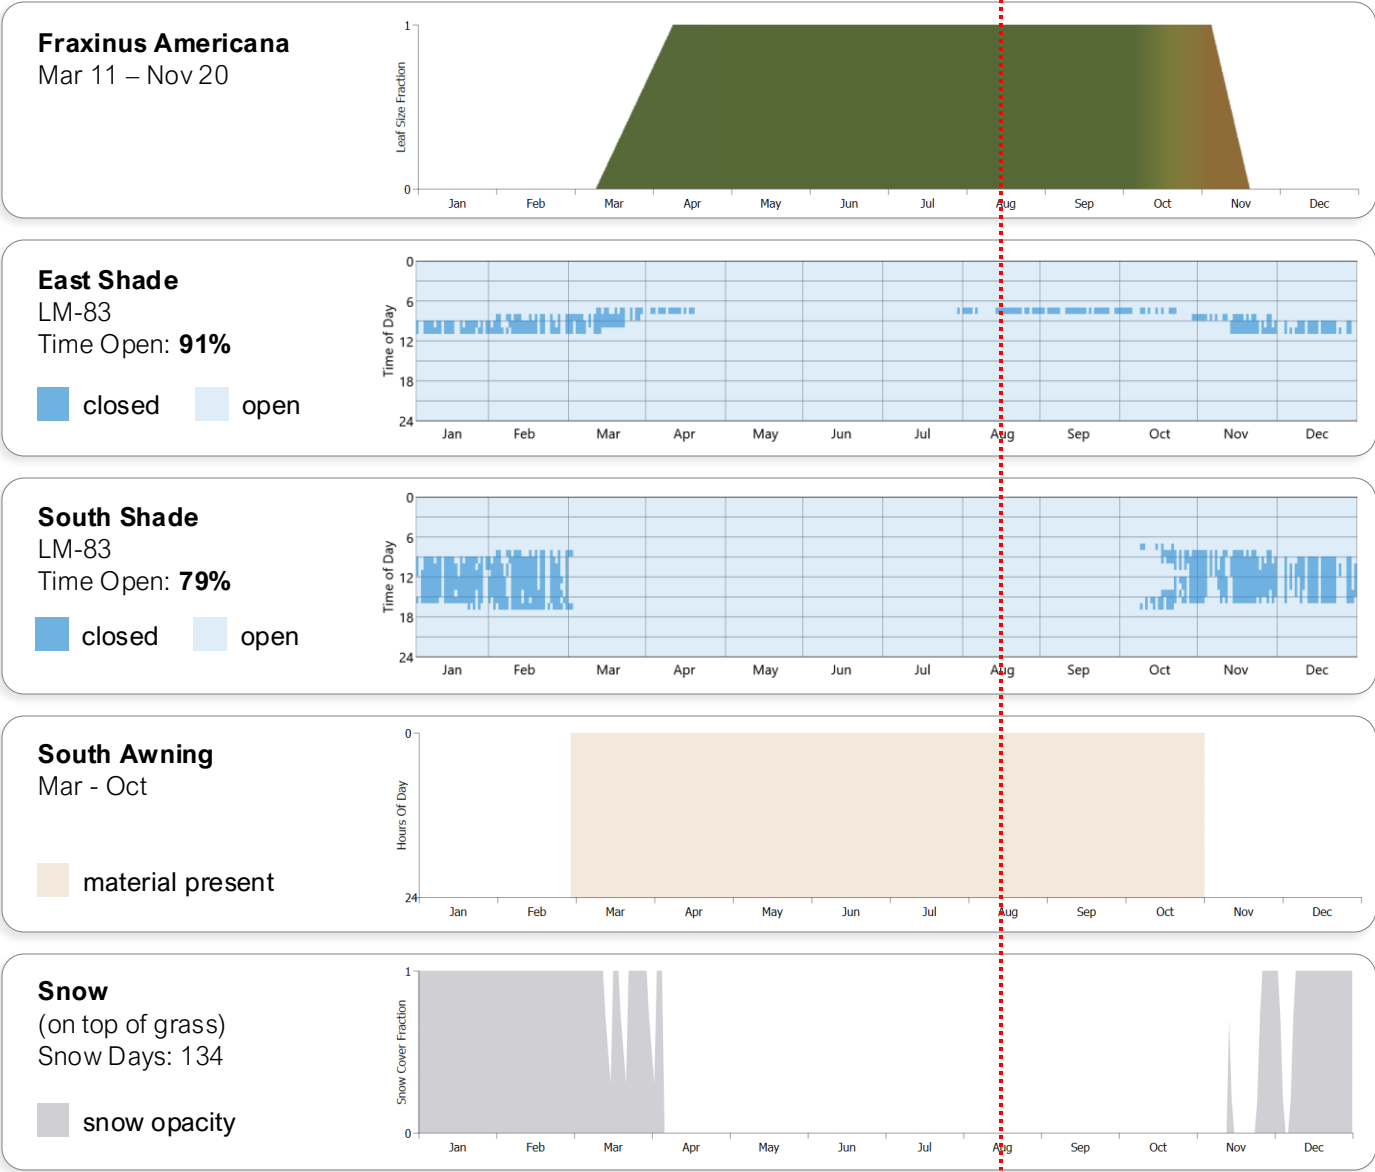 Fraxinus Americana
Mar 11 – Nov 20
Leaf Size Fraction
1
0
Jan Feb Mar Apr May Jun Jul Aug Sep Oct Nov Dec
East Shade
LM-83
Time Open: 91%
closed open
Time of Day
0
6
12
18
24
Jan Feb Mar Apr May Jun Jul Aug Sep Oct Nov Dec
South Shade
LM-83
Time Open: 79%
closed open
Time of Day
0
6
12
18
24
Jan Feb Mar Apr May Jun Jul Aug Sep Oct Nov Dec
South Awning
Mar - Oct
material present
Hours Of Day
0
24
Jan Feb Mar Apr May Jun Jul Aug Sep Oct Nov Dec
Snow
(on top of grass)
Snow Days: 134
snow opacity
Snow Cover Fraction
1
0
Jan Feb Mar Apr May Jun Jul Aug Sep Oct Nov Dec